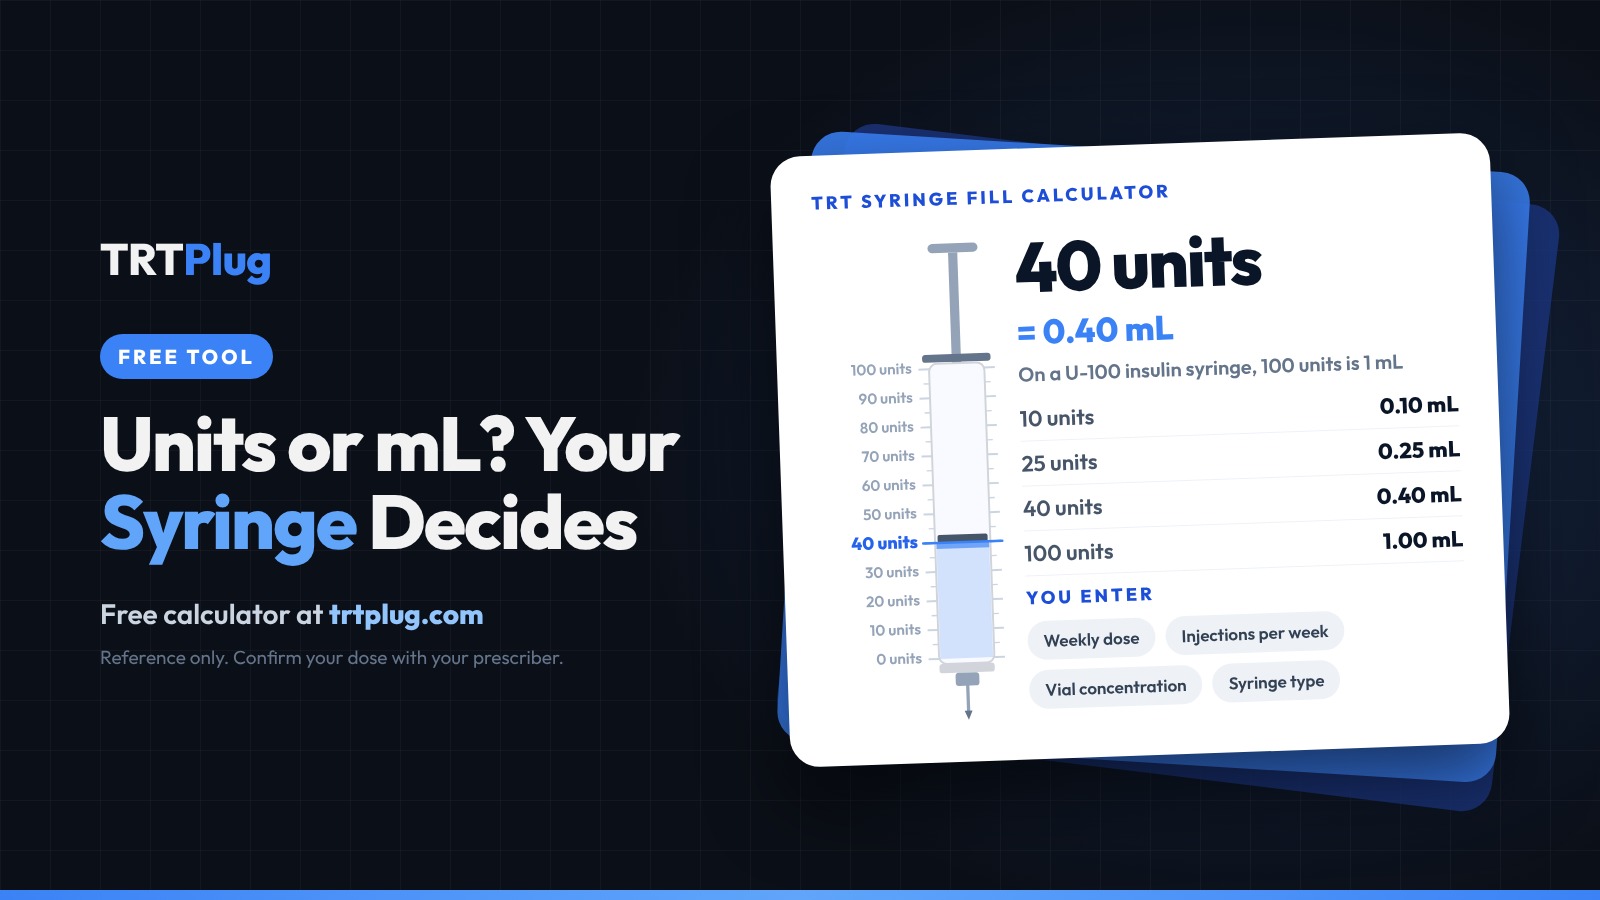 TRTPlug
FREE TOOL
Units or mL? Your
Syringe Decides
Free calculator at trtplug.com
Reference only. Confirm your dose with your prescriber.
TRT SYRINGE FILL CALCULATOR
100 units
90 units
80 units
70 units
60 units
50 units
40 units
30 units
20 units
10 units
0 units
40 units
= 0.40 mL
On a U-100 insulin syringe, 100 units is 1 mL
10 units 0.10 mL
25 units 0.25 mL
40 units 0.40 mL
100 units 1.00 mL
YOU ENTER
Weekly dose Injections per week
Vial concentration Syringe type